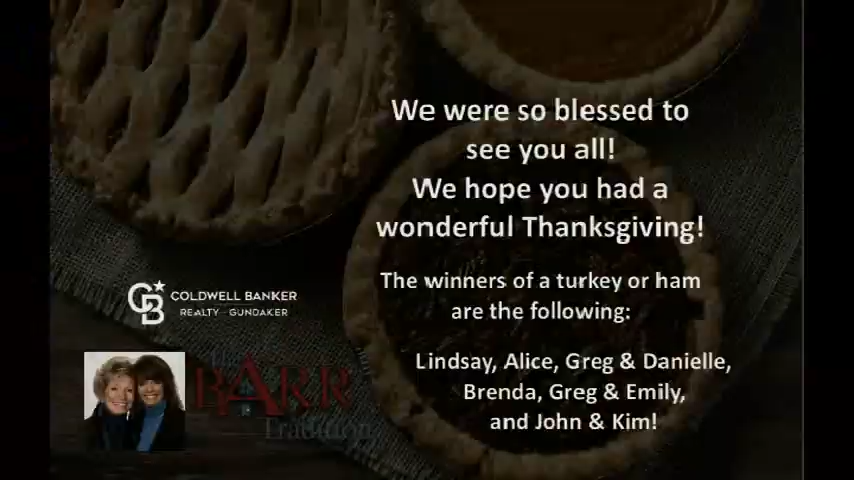 We were so blessed to
see you all!
We hope you had a
wonderful Thanksgiving!
The winners of a turkey or ham
are the following:
Lindsay, Alice, Greg & Danielle,
Brenda, Greg & Emily,
and John & Kim!
CB
COLDWELL BANKER
REALTY GUNDAKER
The
BARR
Tradition